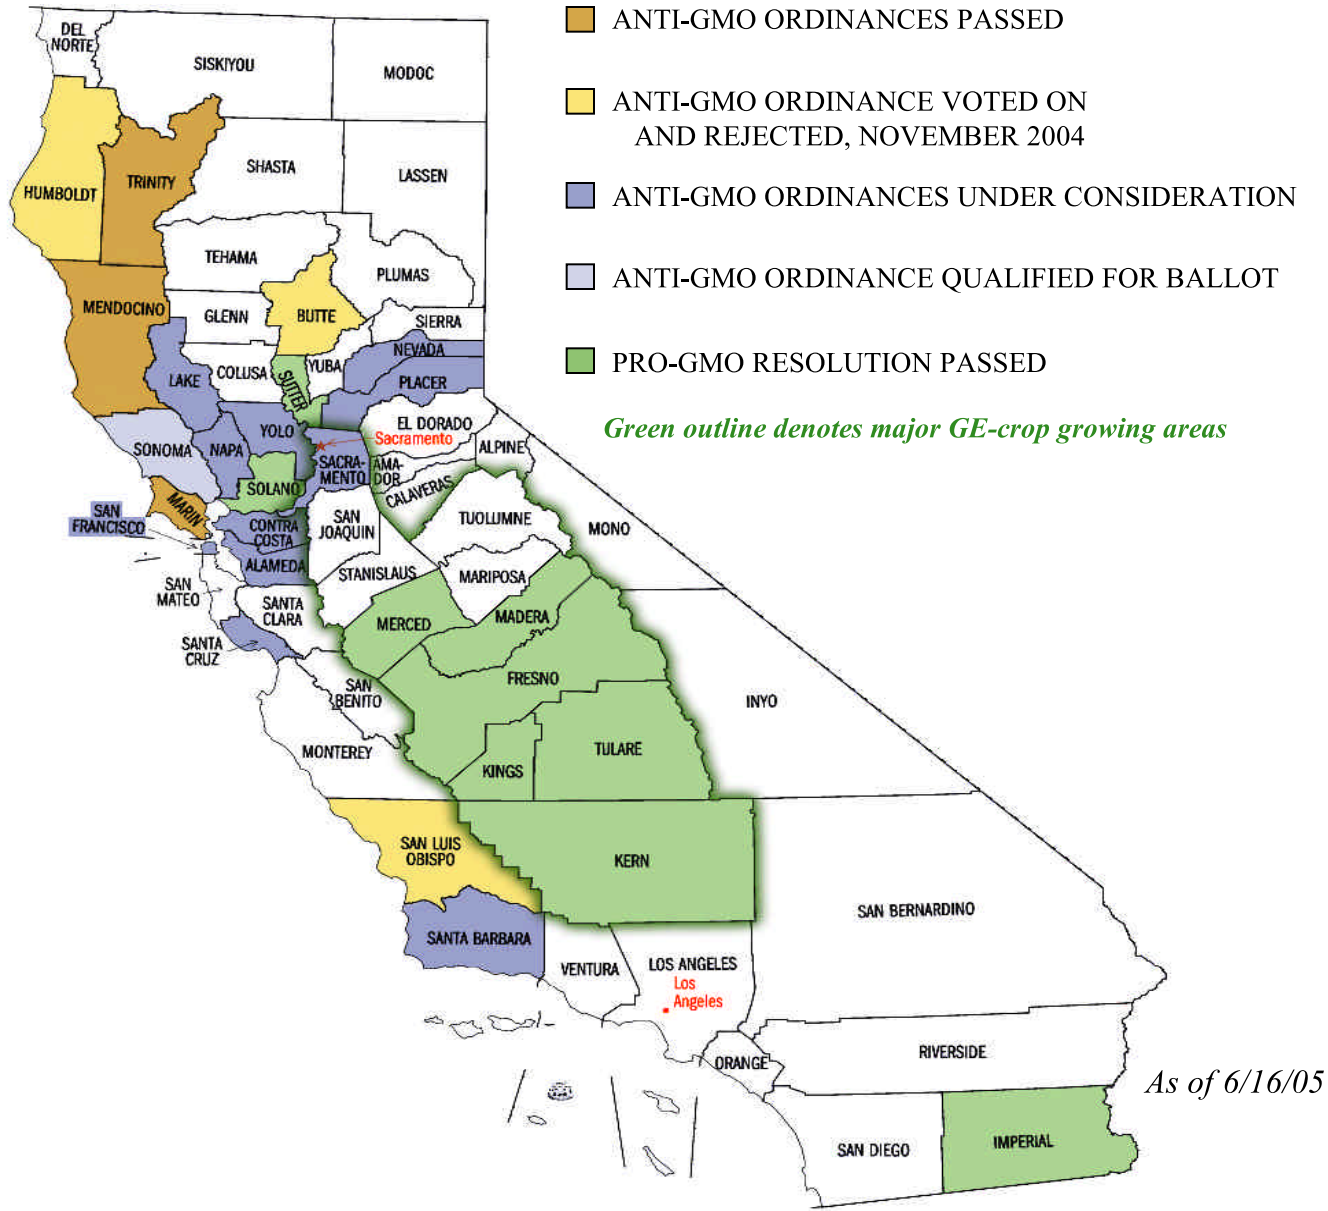 ANTI-GMO ORDINANCES PASSED
ANTI-GMO ORDINANCE VOTED ON
AND REJECTED, NOVEMBER 2004
ANTI-GMO ORDINANCES UNDER CONSIDERATION
ANTI-GMO ORDINANCE QUALIFIED FOR BALLOT
PRO-GMO RESOLUTION PASSED
Green outline denotes major GE-crop growing areas
DEL
NORTE
SISKIYOU
MODOC
HUMBOLDT
TRINITY
SHASTA
LASSEN
TEHAMA
PLUMAS
MENDOCINO
GLENN
BUTTE
SIERRA
NEVADA
LAKE
COLUSA
SUTTER
YUBA
PLACER
SONOMA
NAPA
YOLO
EL DORADO
Sacramento
ALPINE
SACRA-
MENTO
AMA-
DOR
SOLANO
CALAVERAS
MARIN
SAN
FRANCISCO
CONTRA
COSTA
SAN
JOAQUIN
TUOLUMNE
MONO
ALAMEDA
STANISLAUS
MARIPOSA
SAN
MATEO
SANTA
CLARA
MERCED
MADERA
SANTA
CRUZ
SAN
BENITO
FRESNO
INYO
MONTEREY
KINGS
TULARE
SAN LUIS
OBISPO
KERN
SAN BERNARDINO
SANTA BARBARA
VENTURA
LOS ANGELES
Los
Angeles
ORANGE
RIVERSIDE
As of 6/16/05
SAN DIEGO
IMPERIAL